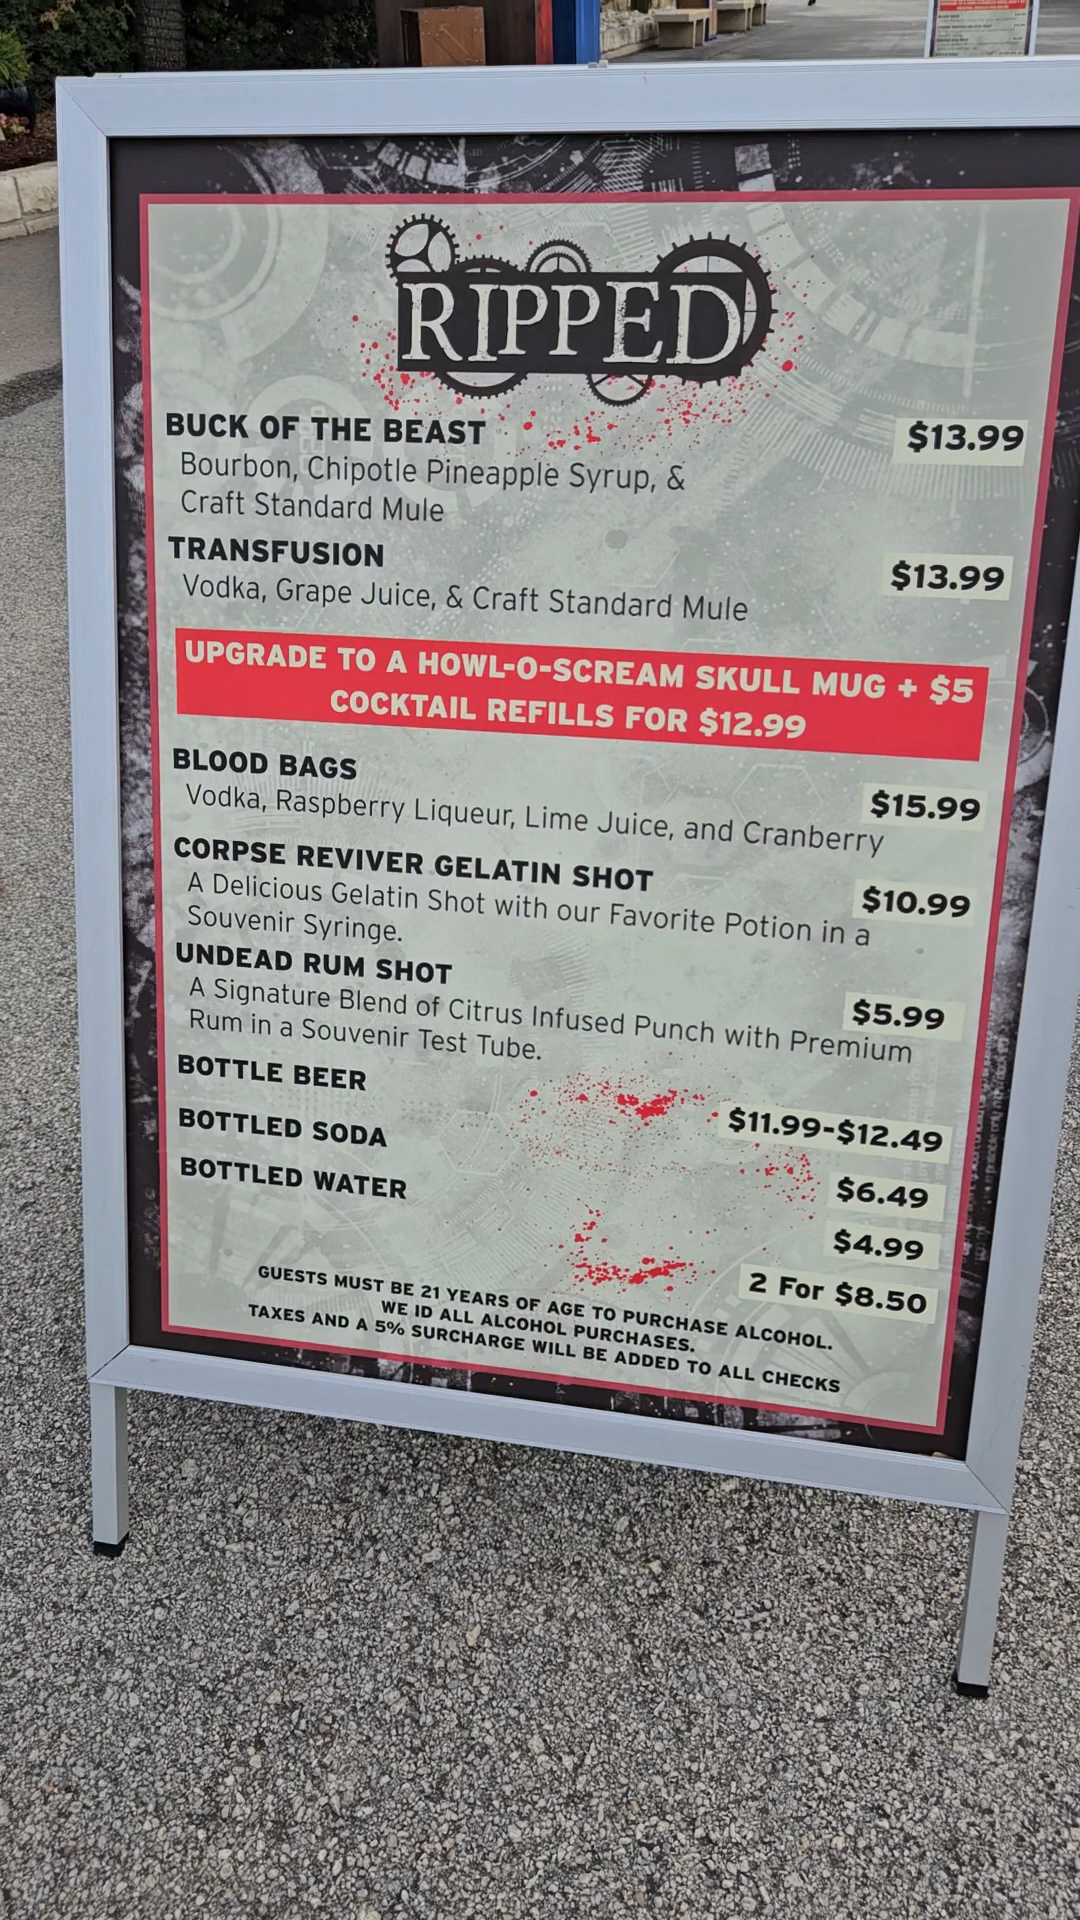 RIPPED
BUCK OF THE BEAST $13.99
Bourbon, Chipotle Pineapple Syrup, &
Craft Standard Mule
TRANSFUSION $13.99
Vodka, Grape Juice, & Craft Standard Mule
UPGRADE TO A HOWL-O-SCREAM SKULL MUG + $5
COCKTAIL REFILLS FOR $12.99
BLOOD BAGS $15.99
Vodka, Raspberry Liqueur, Lime Juice, and Cranberry
CORPSE REVIVER GELATIN SHOT $10.99
A Delicious Gelatin Shot with our Favorite Potion in a
Souvenir Syringe.
UNDEAD RUM SHOT $5.99
A Signature Blend of Citrus Infused Punch with Premium
Rum in a Souvenir Test Tube.
BOTTLE BEER $11.99-$12.49
BOTTLED SODA $6.49
BOTTLED WATER $4.99
2 For $8.50
GUESTS MUST BE 21 YEARS OF AGE TO PURCHASE ALCOHOL.
WE ID ALL ALCOHOL PURCHASES.
TAXES AND A 5% SURCHARGE WILL BE ADDED TO ALL CHECKS